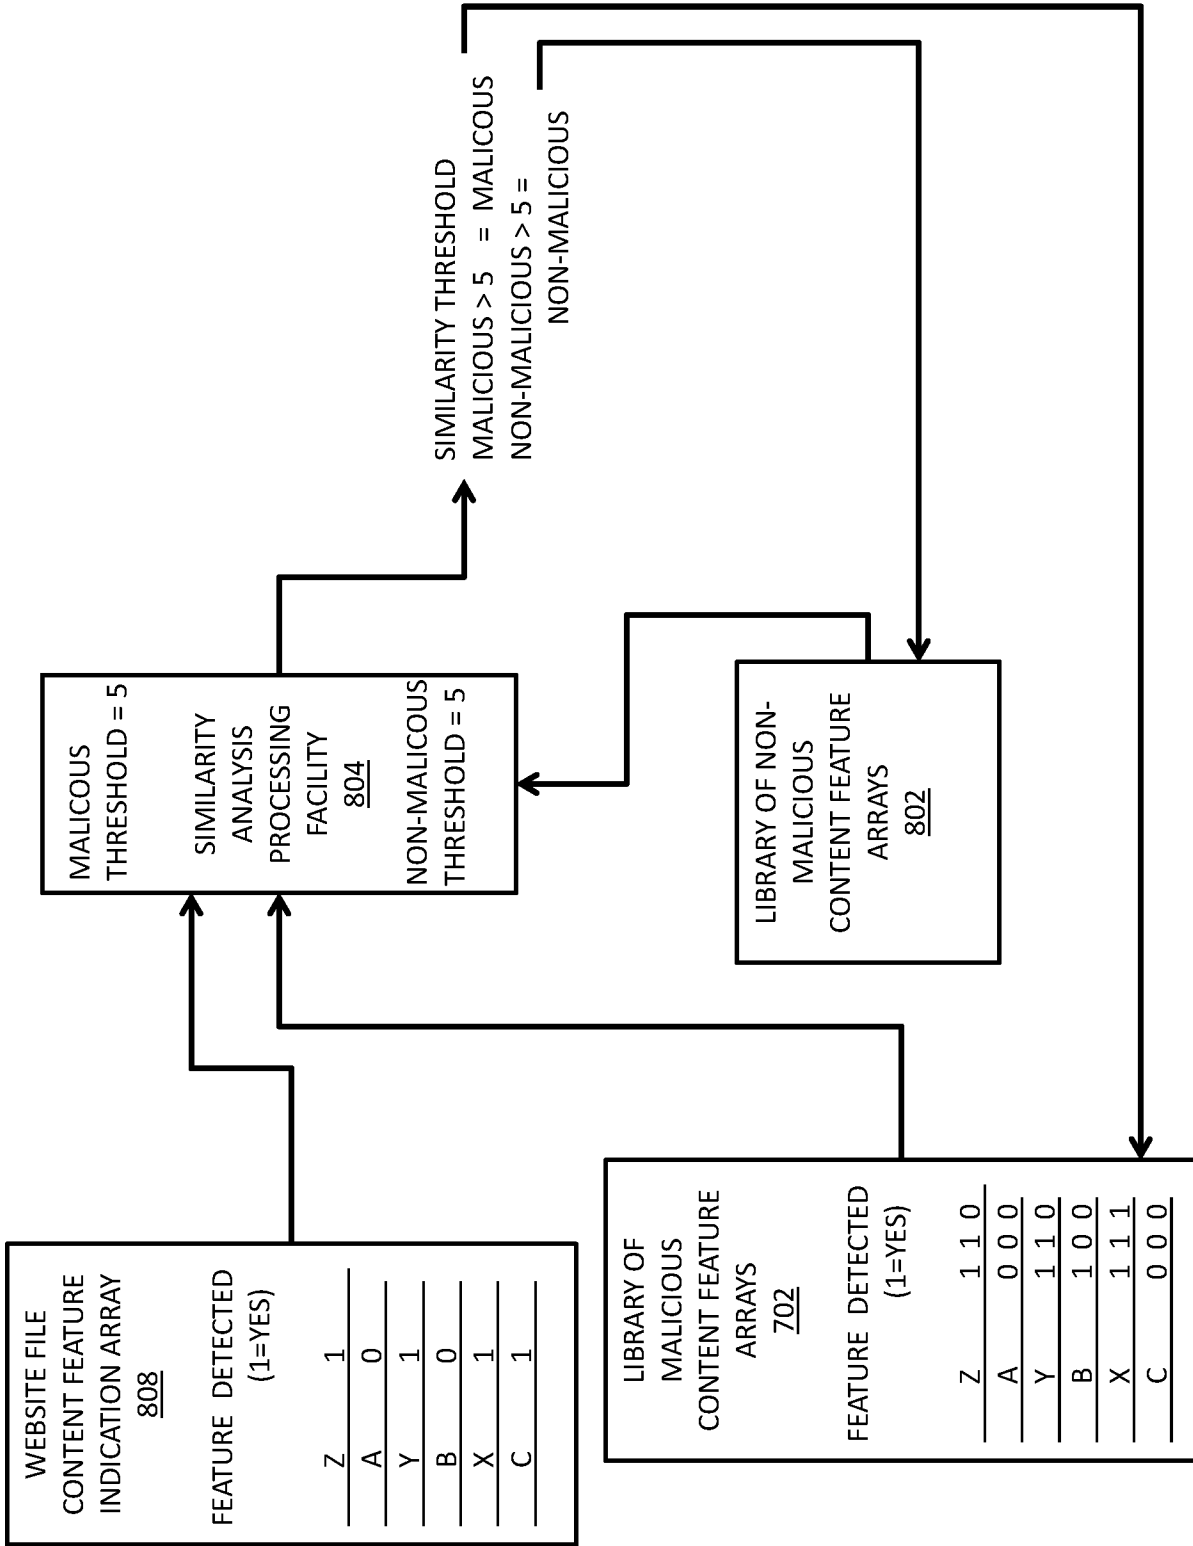 WEBSITE FILE
CONTENT FEATURE
INDICATION ARRAY
808
FEATURE DETECTED
(1=YES)
Z 1
A 0
Y 1
B 0
X 1
C 1
LIBRARY OF
MALICIOUS
CONTENT FEATURE
ARRAYS
702
FEATURE DETECTED
(1=YES)
Z 1 1 0
A 0 0 0
Y 1 1 0
B 1 0 0
X 1 1 1
C 0 0 0
MALICOUS
THRESHOLD = 5
SIMILARITY
ANALYSIS
PROCESSING
FACILITY
804
NON-MALICOUS
THRESHOLD = 5
LIBRARY OF NON-
MALICIOUS
CONTENT FEATURE
ARRAYS
802
SIMILARITY THRESHOLD
MALICIOUS > 5 = MALICOUS
NON-MALICIOUS > 5 =
NON-MALICIOUS